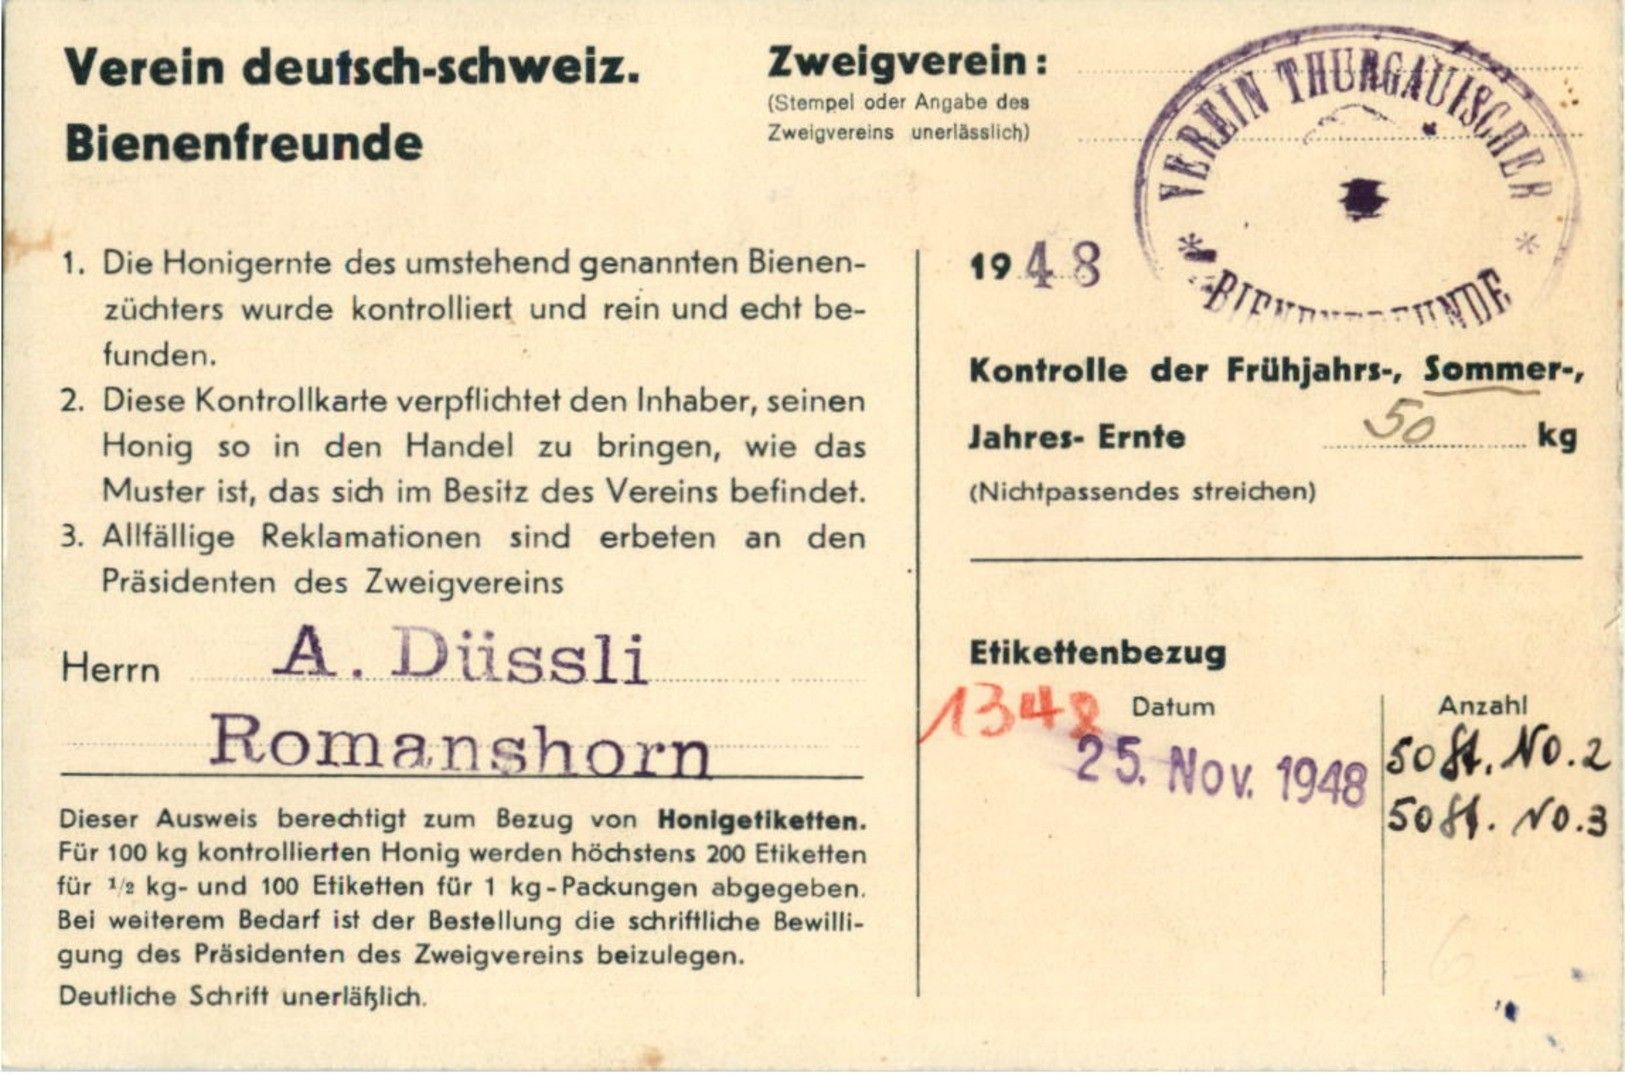 Verein deutsch-schweiz.
Bienenfreunde
Zweigverein:
(Stempel oder Angabe des
Zweigvereins unerlässlich)
VEREIN THURGAUISCHER
* BIENENFREUNDE *
1. Die Honigernte des umstehend genannten Bienen-
züchters wurde kontrolliert und rein und echt be-
funden.
2. Diese Kontrollkarte verpflichtet den Inhaber, seinen
Honig so in den Handel zu bringen, wie das
Muster ist, das sich im Besitz des Vereins befindet.
3. Allfällige Reklamationen sind erbeten an den
Präsidenten des Zweigvereins
Herrn A. Düssli
Romanshorn
Dieser Ausweis berechtigt zum Bezug von Honigetiketten.
Für 100 kg kontrollierten Honig werden höchstens 200 Etiketten
für 1/2 kg- und 100 Etiketten für 1 kg-Packungen abgegeben.
Bei weiterem Bedarf ist der Bestellung die schriftliche Bewilli-
gung des Präsidenten des Zweigvereins beizulegen.
Deutliche Schrift unerläßlich.
1948
Kontrolle der Frühjahrs-, Sommer-,
Jahres- Ernte 50 kg
(Nichtpassendes streichen)
Etikettenbezug
1348 Datum Anzahl
25. Nov. 1948 50 St. No. 2
50 St. No. 3